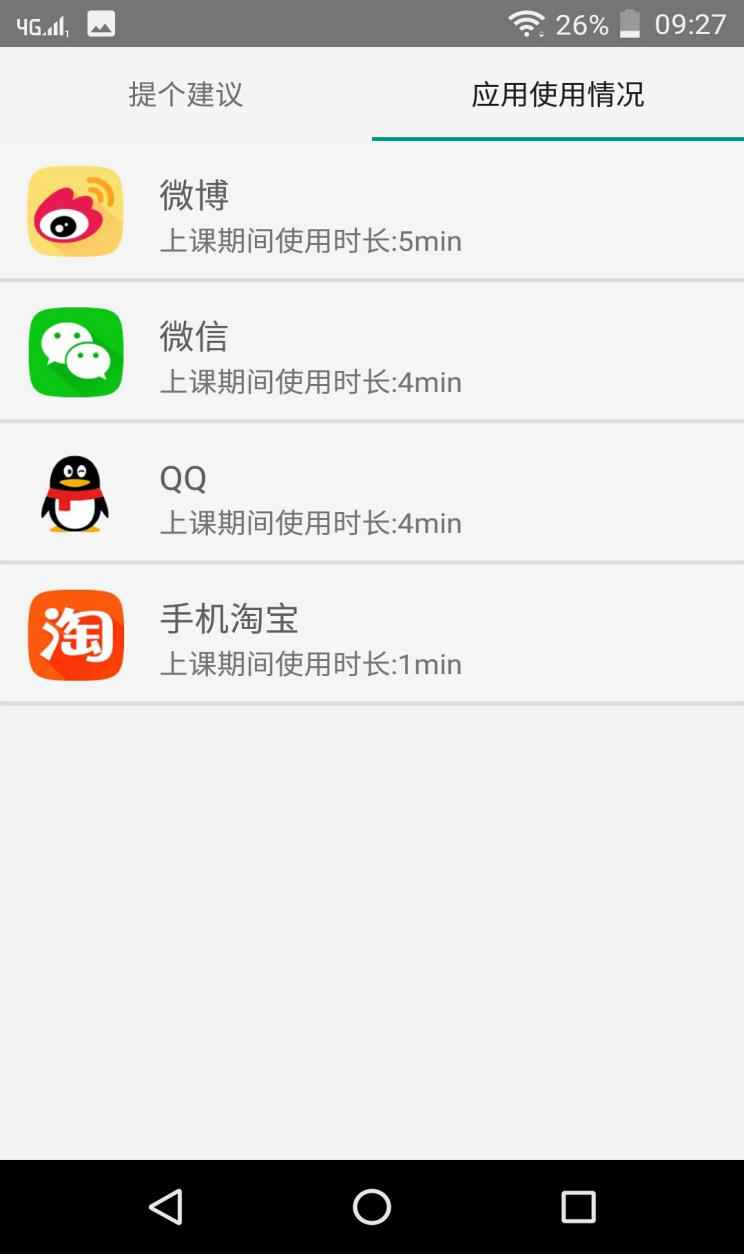 4G 26% 09:27
提个建议 应用使用情况
微博
上课期间使用时长:5min
微信
上课期间使用时长:4min
QQ
上课期间使用时长:4min
淘
手机淘宝
上课期间使用时长:1min